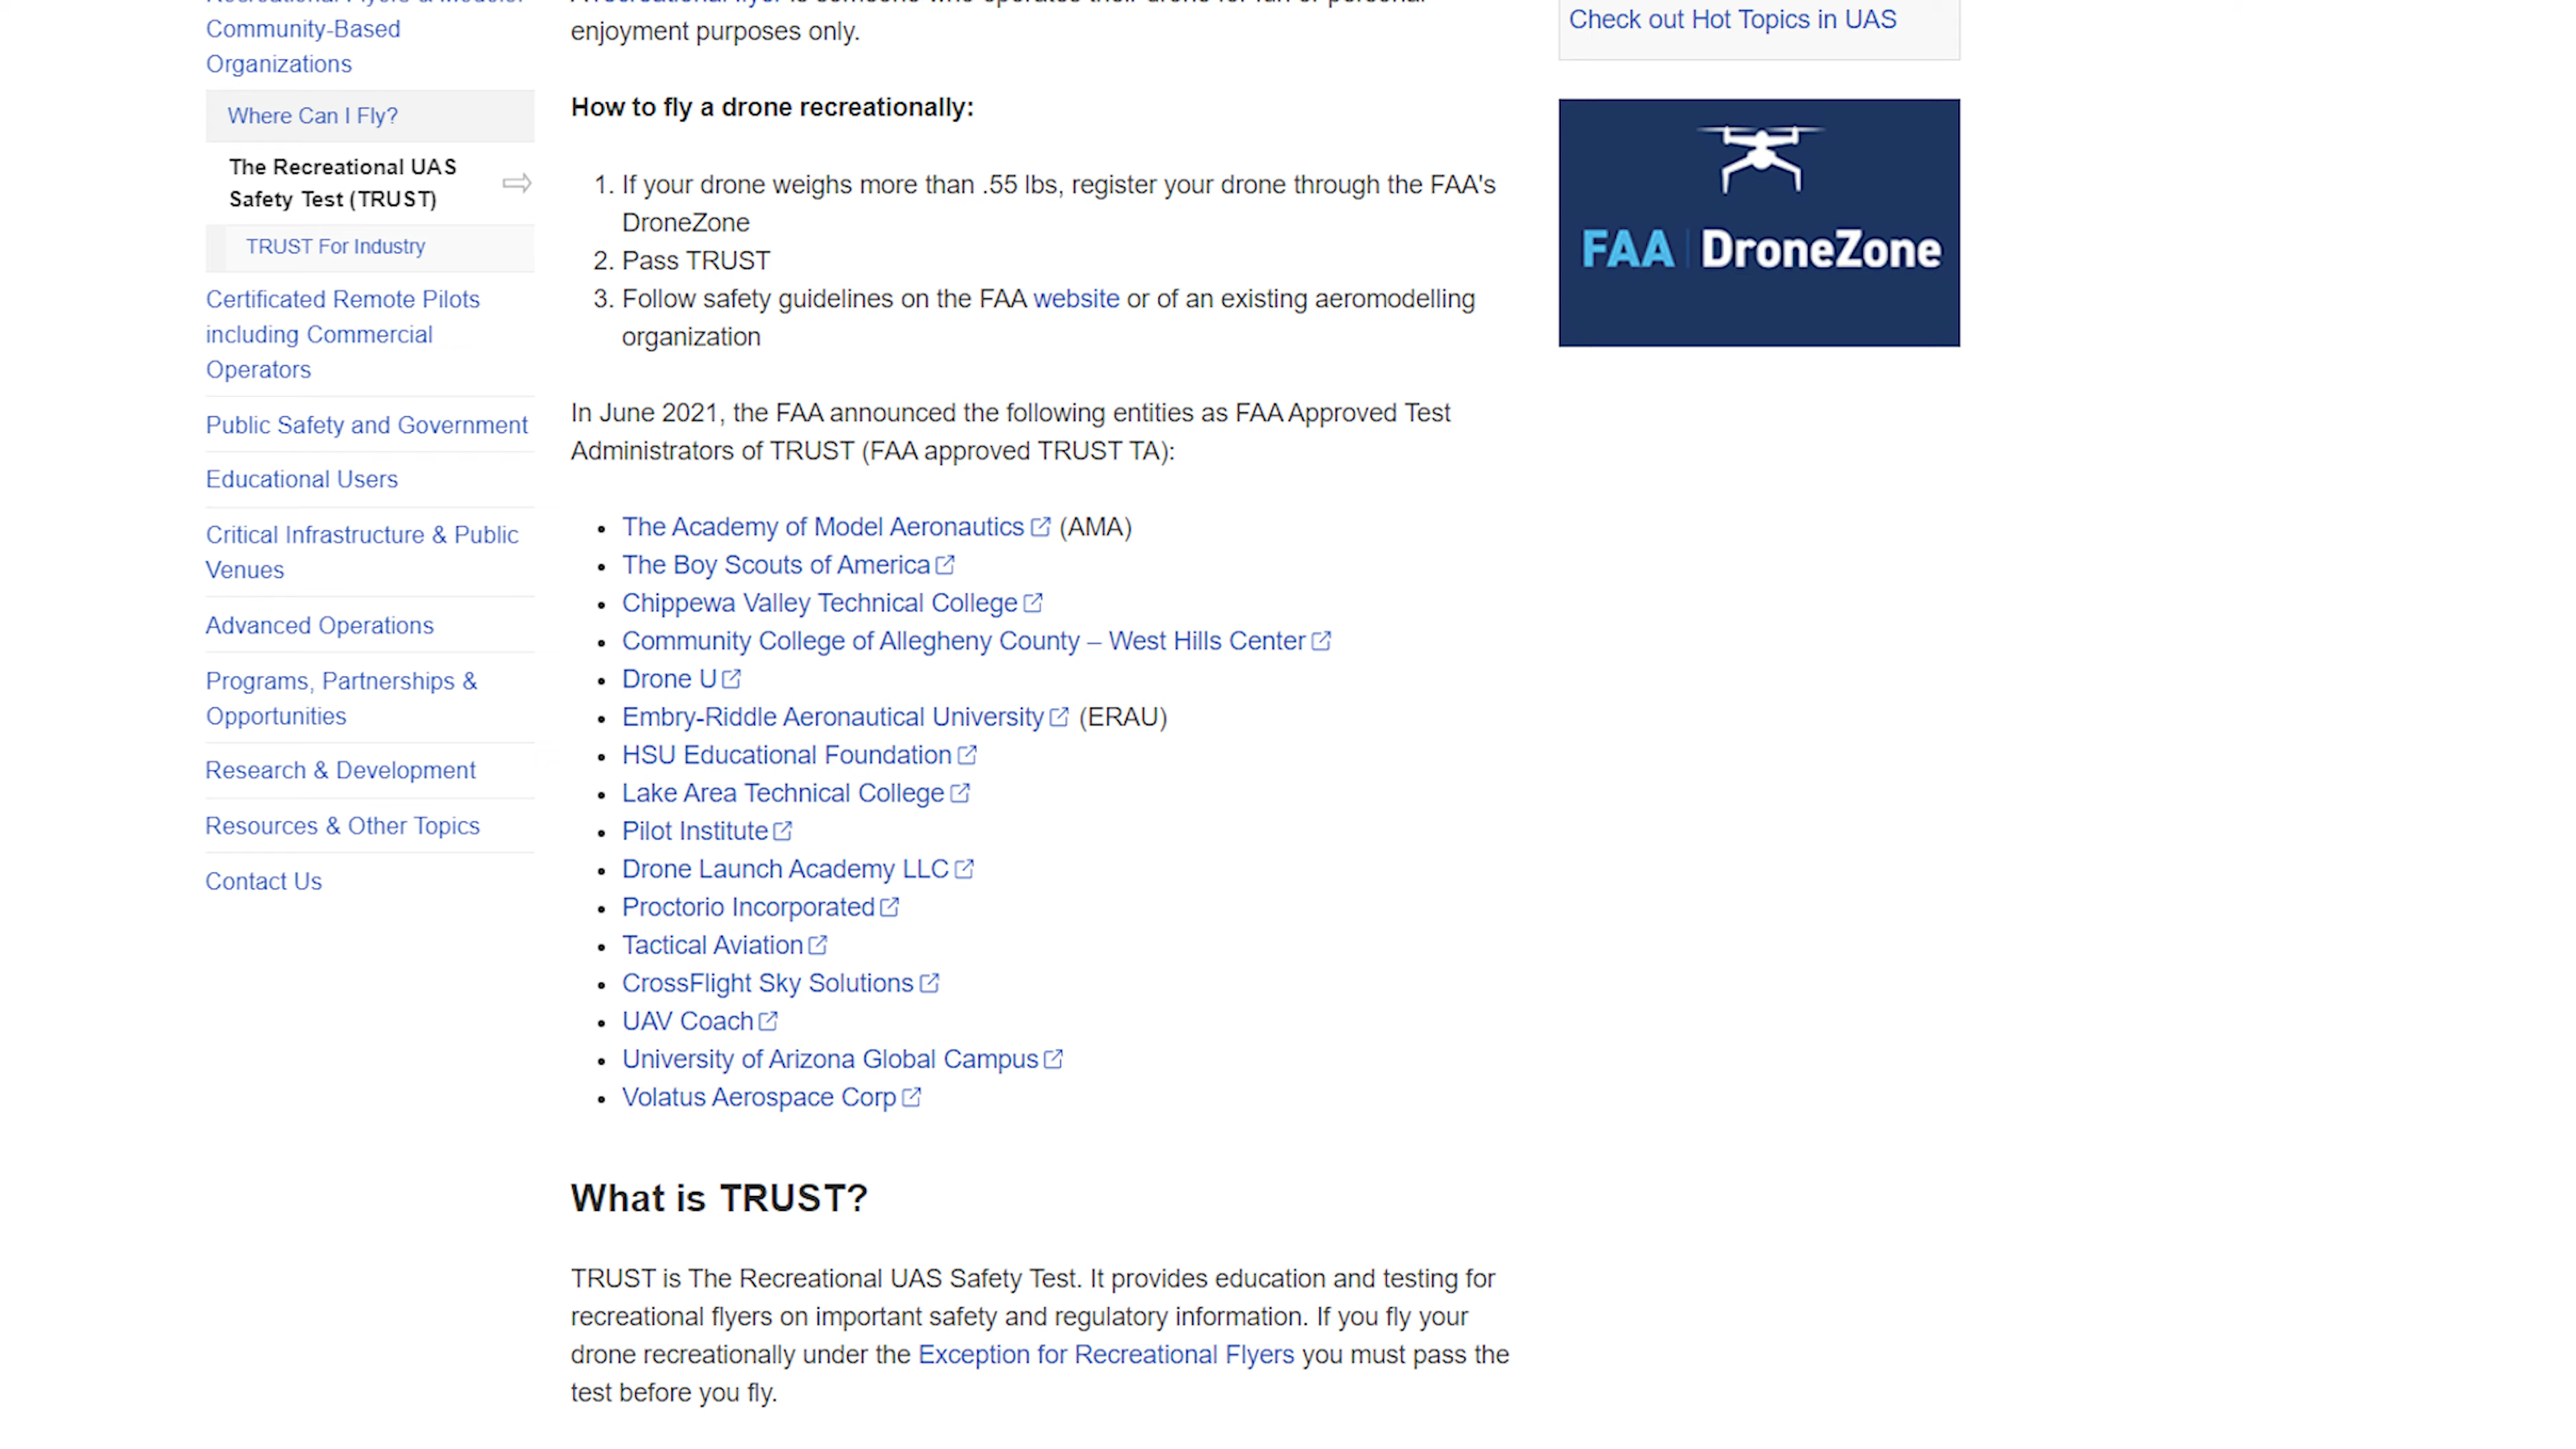 Community-Based
Organizations
Where Can I Fly?
The Recreational UAS
Safety Test (TRUST)
TRUST For Industry
Certificated Remote Pilots
including Commercial
Operators
Public Safety and Government
Educational Users
Critical Infrastructure & Public
Venues
Advanced Operations
Programs, Partnerships &
Opportunities
Research & Development
Resources & Other Topics
Contact Us
enjoyment purposes only.
How to fly a drone recreationally:
1. If your drone weighs more than .55 lbs, register your drone through the FAA's
DroneZone
2. Pass TRUST
3. Follow safety guidelines on the FAA website or of an existing aeromodelling
organization
In June 2021, the FAA announced the following entities as FAA Approved Test
Administrators of TRUST (FAA approved TRUST TA):
• The Academy of Model Aeronautics (AMA)
• The Boy Scouts of America
• Chippewa Valley Technical College
• Community College of Allegheny County – West Hills Center
• Drone U
• Embry-Riddle Aeronautical University (ERAU)
• HSU Educational Foundation
• Lake Area Technical College
• Pilot Institute
• Drone Launch Academy LLC
• Proctorio Incorporated
• Tactical Aviation
• CrossFlight Sky Solutions
• UAV Coach
• University of Arizona Global Campus
• Volatus Aerospace Corp
What is TRUST?
TRUST is The Recreational UAS Safety Test. It provides education and testing for
recreational flyers on important safety and regulatory information. If you fly your
drone recreationally under the Exception for Recreational Flyers you must pass the
test before you fly.
Check out Hot Topics in UAS
FAA DroneZone